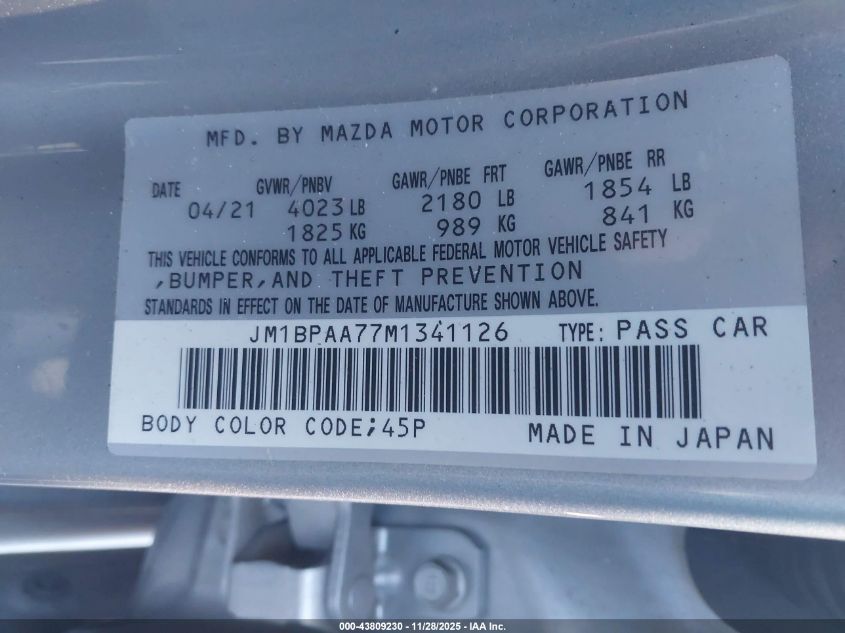 MFD. BY MAZDA MOTOR CORPORATION
DATE GVWR/PNBV GAWR/PNBE FRT GAWR/PNBE RR
04/21 4023 LB 2180 LB 1854 LB
1825 KG 989 KG 841 KG
THIS VEHICLE CONFORMS TO ALL APPLICABLE FEDERAL MOTOR VEHICLE SAFETY
,BUMPER,AND THEFT PREVENTION
STANDARDS IN EFFECT ON THE DATE OF MANUFACTURE SHOWN ABOVE.
JM1BPAA77M1341126 TYPE: PASS CAR
BODY COLOR CODE;45P MADE IN JAPAN
000-43809230 - 11/28/2025 - IAA Inc.